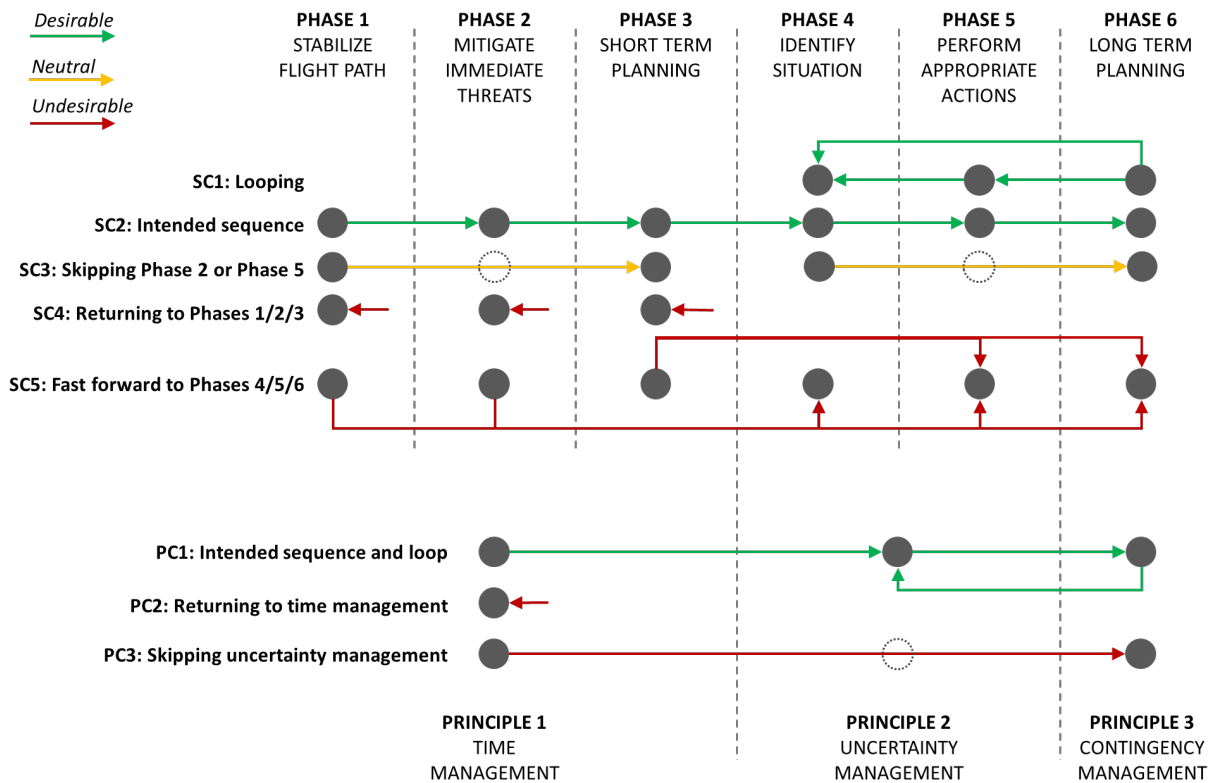 Desirable
Neutral
Undesirable
PHASE 1
STABILIZE
FLIGHT PATH
PHASE 2
MITIGATE
IMMEDIATE
THREATS
PHASE 3
SHORT TERM
PLANNING
PHASE 4
IDENTIFY
SITUATION
PHASE 5
PERFORM
APPROPRIATE
ACTIONS
PHASE 6
LONG TERM
PLANNING
SC1: Looping
SC2: Intended sequence
SC3: Skipping Phase 2 or Phase 5
SC4: Returning to Phases 1/2/3
SC5: Fast forward to Phases 4/5/6
PC1: Intended sequence and loop
PC2: Returning to time management
PC3: Skipping uncertainty management
PRINCIPLE 1
TIME
MANAGEMENT
PRINCIPLE 2
UNCERTAINTY
MANAGEMENT
PRINCIPLE 3
CONTINGENCY
MANAGEMENT